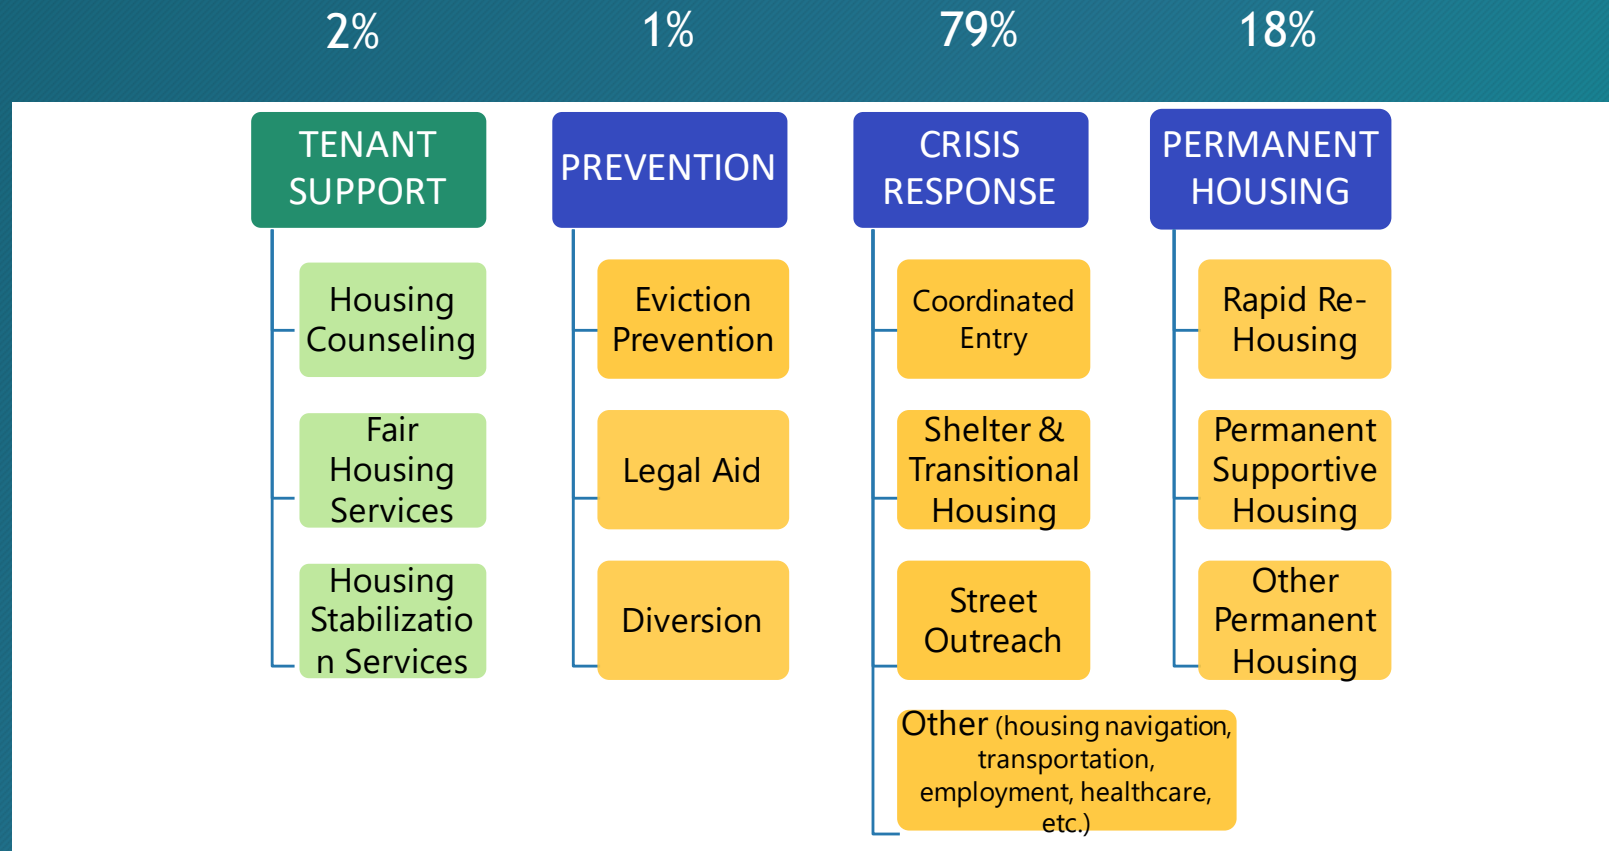 2%
1%
79%
18%
TENANT
SUPPORT
Housing
Counseling
Fair
Housing
Services
Housing
Stabilizatio
n Services
PREVENTION
Eviction
Prevention
Legal Aid
Diversion
CRISIS
RESPONSE
Coordinated
Entry
Shelter &
Transitional
Housing
Street
Outreach
Other (housing navigation,
transportation,
employment, healthcare,
etc.)
PERMANENT
HOUSING
Rapid Re-
Housing
Permanent
Supportive
Housing
Other
Permanent
Housing